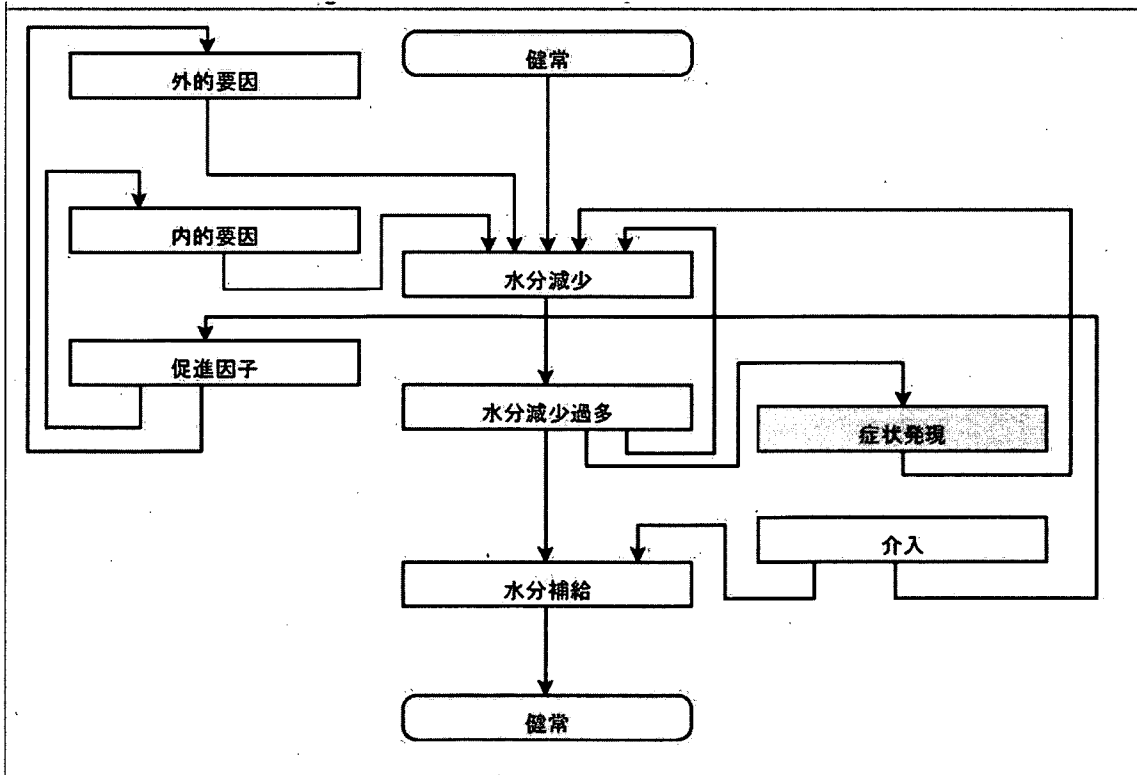 外的要因
健常
内的要因
水分減少
促進因子
水分減少過多
症状発現
介入
水分補給
健常